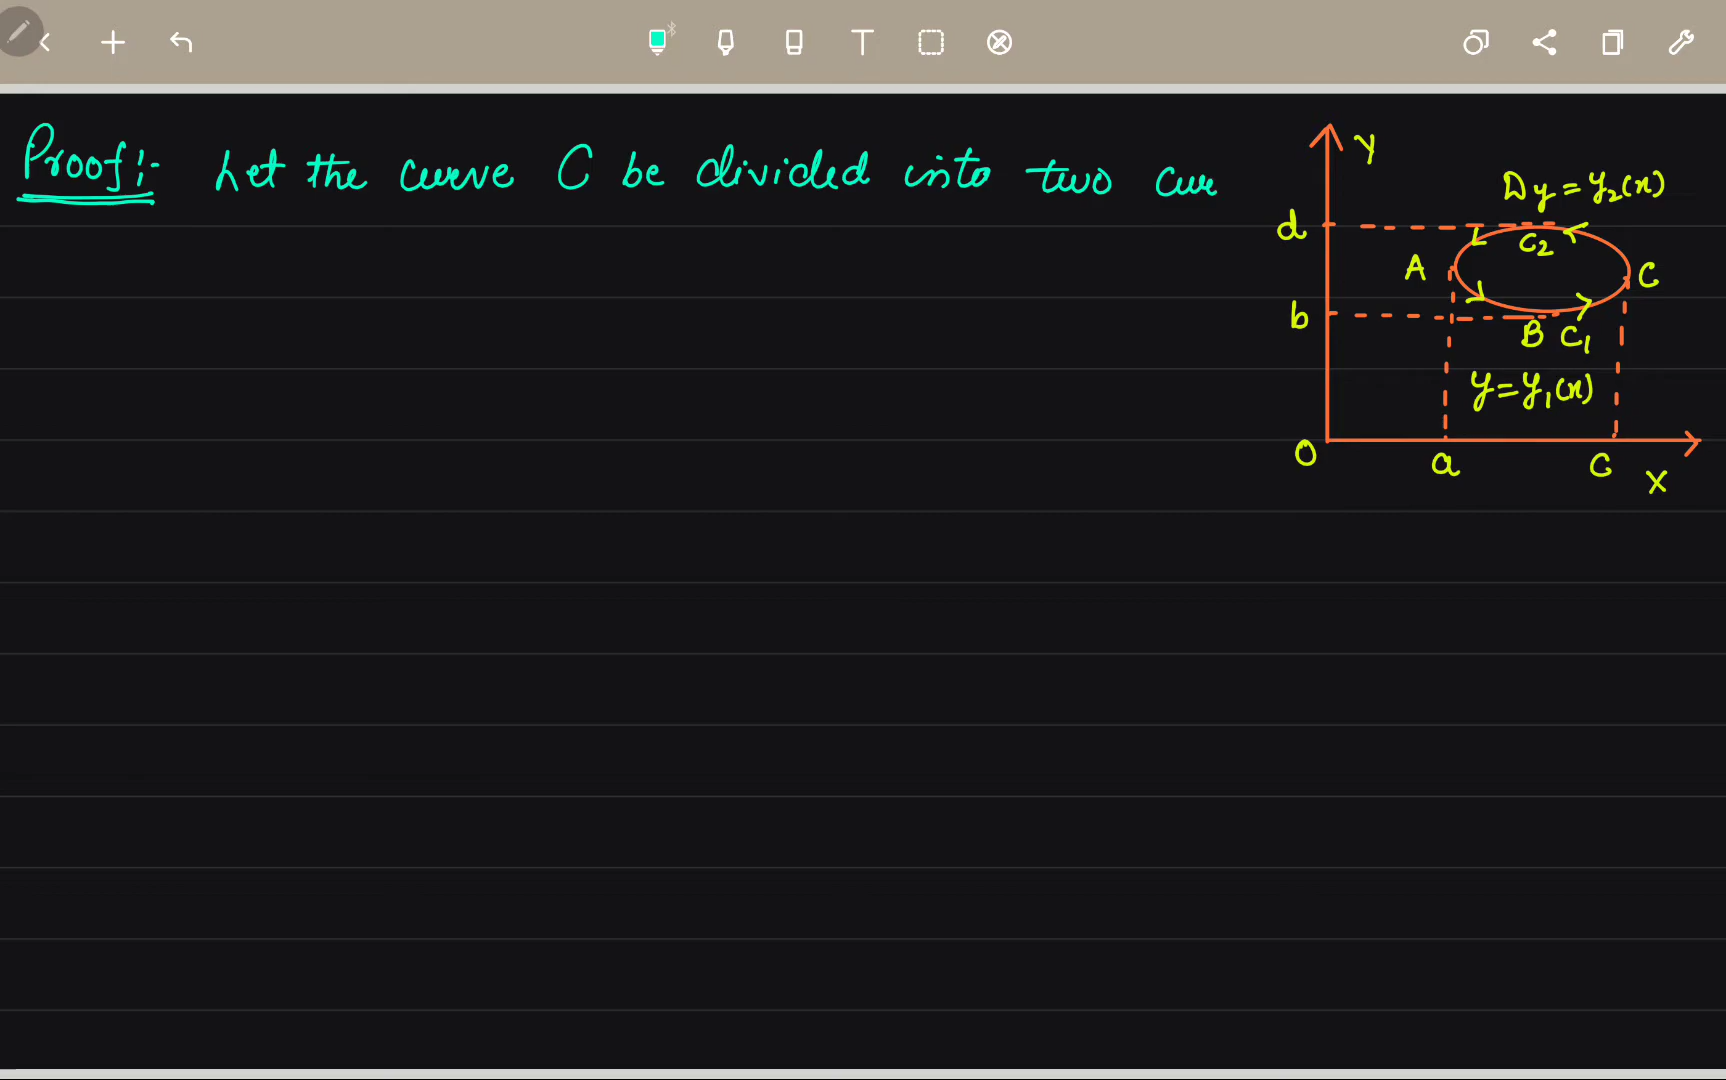 Proof:- Let the curve C be divided into two cur
Y
D y = y₂(x)
d
C₂
A
C
b
B C₁
y = y₁(x)
O
a
c
X
T